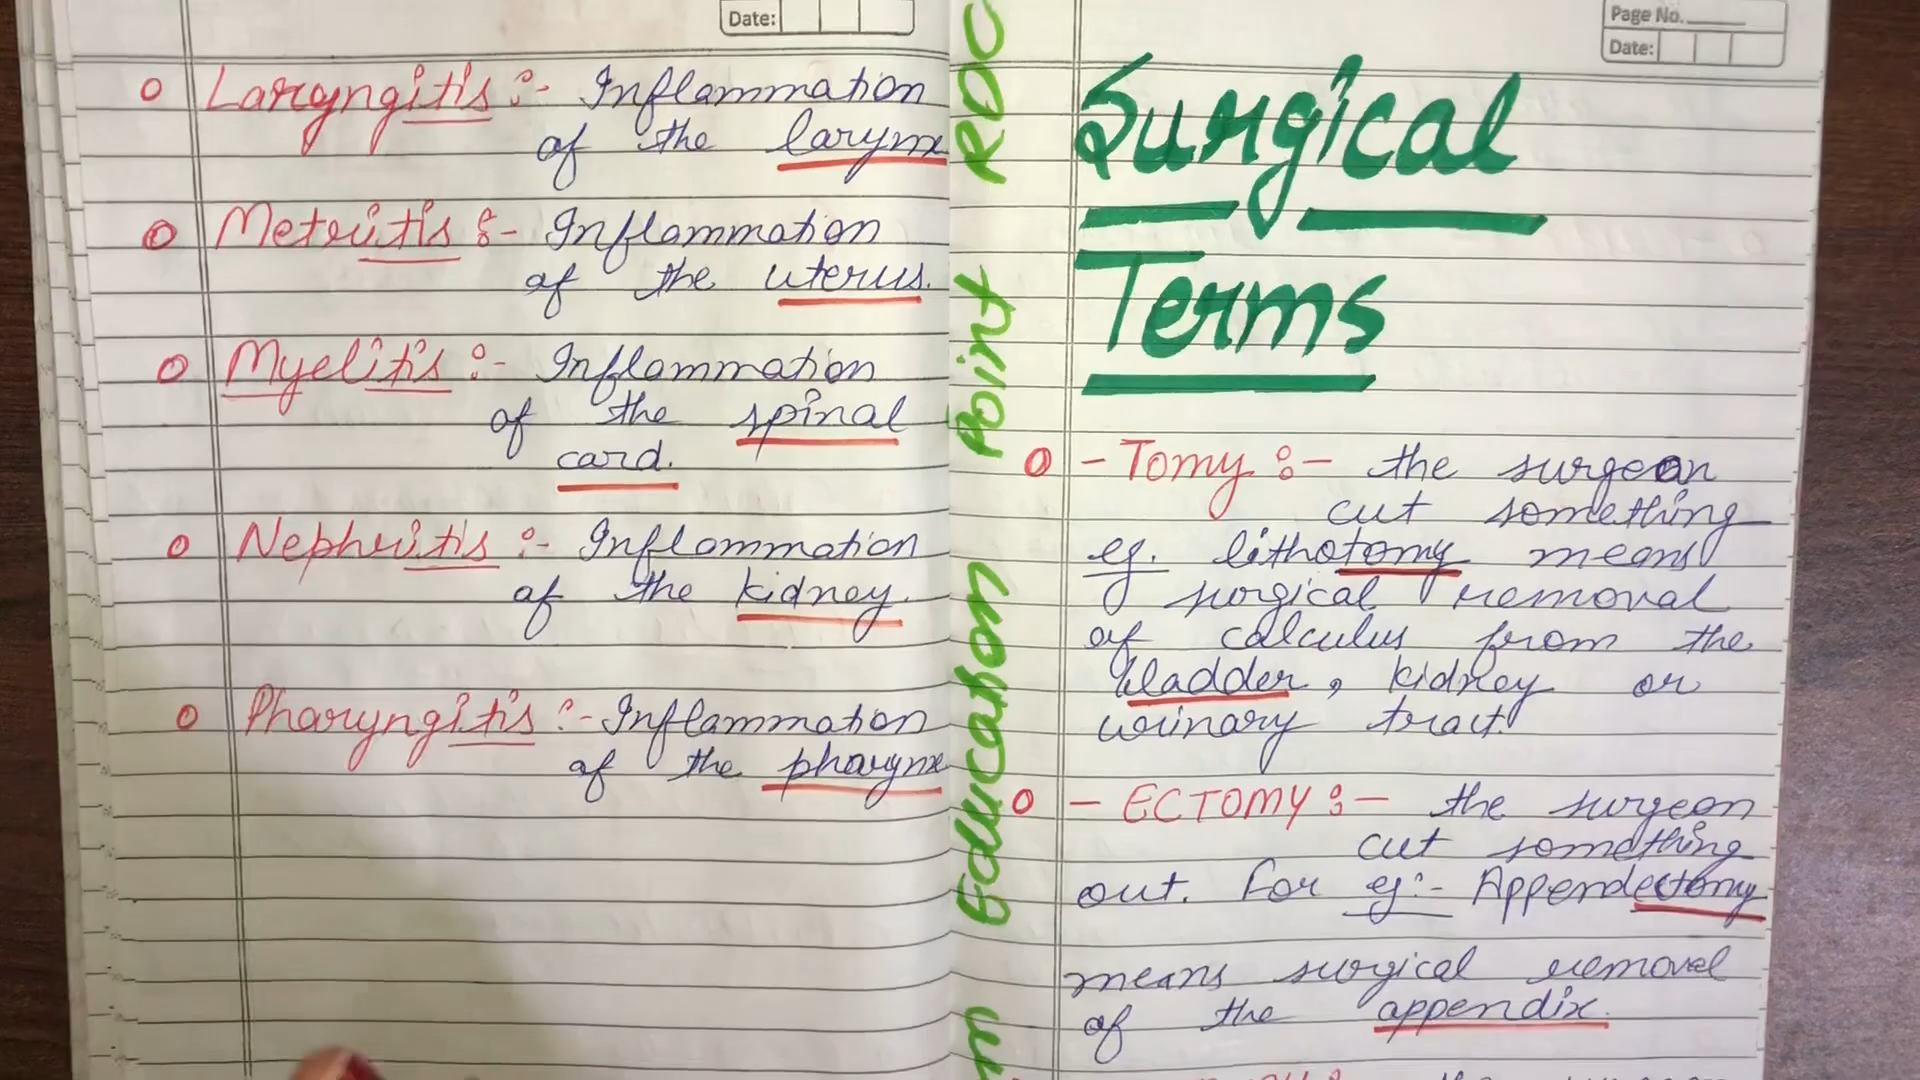 Date:
Laryngitis :- Inflammation
of the larynx
Metritis :- Inflammation
of the uterus.
Myelitis :- Inflammation
of the spinal
card.
Nephritis :- Inflammation
of the kidney.
Pharyngitis :- Inflammation
of the pharynx
RDC
Point
Education
Page No.
Date:
Surgical
Terms
- Tomy :- the surgeon
cut something
eg. lithotomy means
surgical removal
of calculus from the
bladder, kidney or
urinary tract.
- ECTOMY :- the surgeon
cut something
out. For eg:- Appendectomy
means surgical removal
of the appendix.